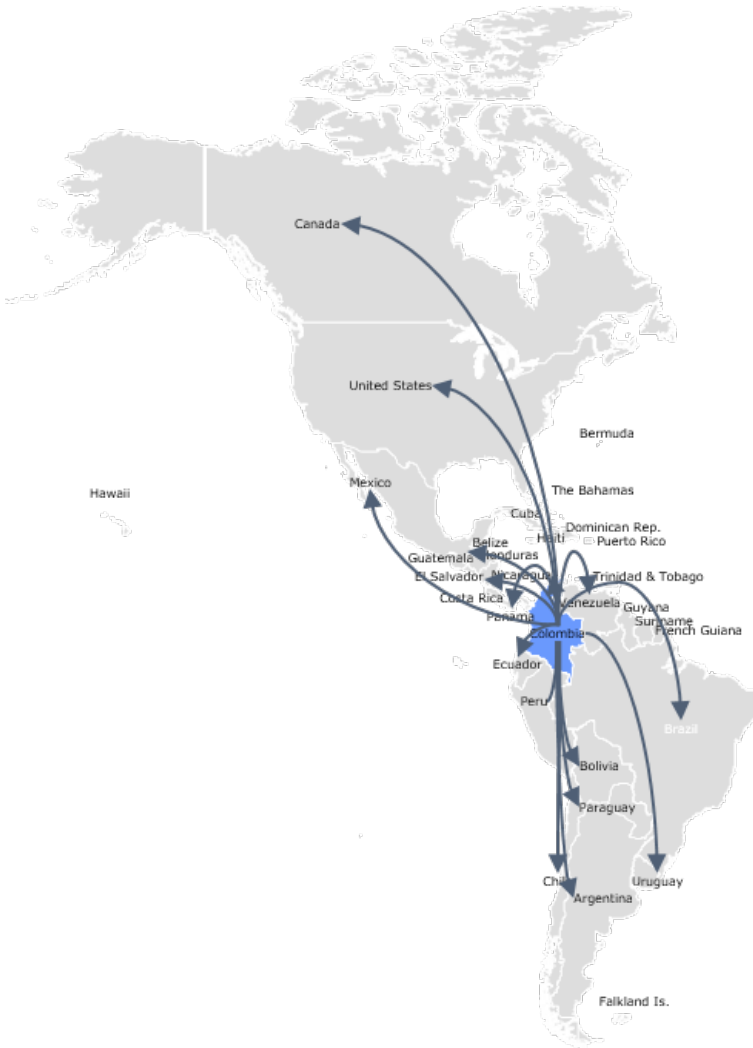 Canada
United States
Bermuda
Mexico
The Bahamas
Hawaii
Cuba
Dominican Rep.
Haiti
Puerto Rico
Belize
Guatemala
Honduras
El Salvador
Nicaragua
Trinidad & Tobago
Costa Rica
Venezuela
Guyana
Panama
Suriname
French Guiana
Colombia
Ecuador
Peru
Brazil
Bolivia
Paraguay
Chile
Uruguay
Argentina
Falkland Is.